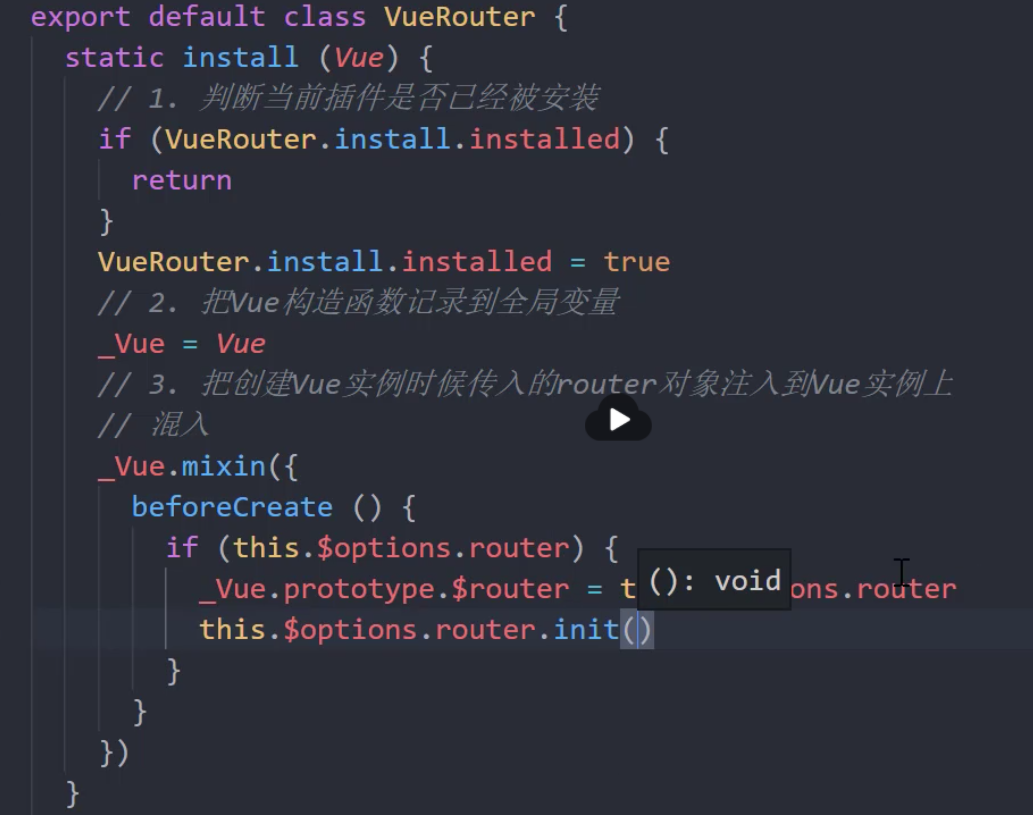 export default class VueRouter {
static install (Vue) {
// 1. 判断当前插件是否已经被安装
if (VueRouter.install.installed) {
return
}
VueRouter.install.installed = true
// 2. 把Vue构造函数记录到全局变量
_Vue = Vue
// 3. 把创建Vue实例时候传入的router对象注入到Vue实例上
// 混入
_Vue.mixin({
beforeCreate () {
if (this.$options.router) {
_Vue.prototype.$router = t (): void ons.router
this.$options.router.init()
}
}
})
}